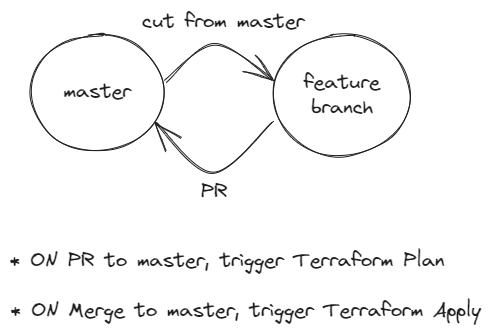 cut from master
master
feature
branch
PR
* ON PR to master, trigger Terraform Plan
* ON Merge to master, trigger Terraform Apply